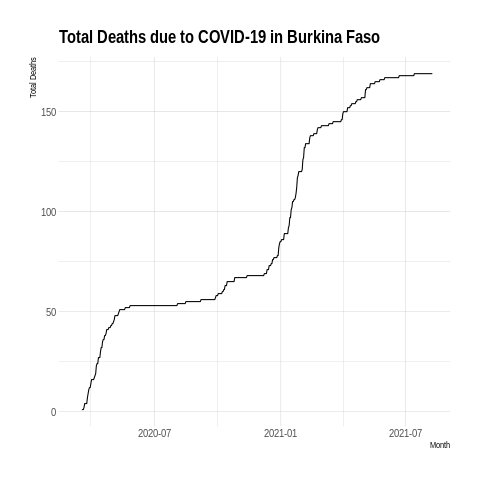 Total Deaths due to COVID-19 in Burkina Faso
Total Deaths
150
100
50
0
2020-07 2021-01 2021-07
Month